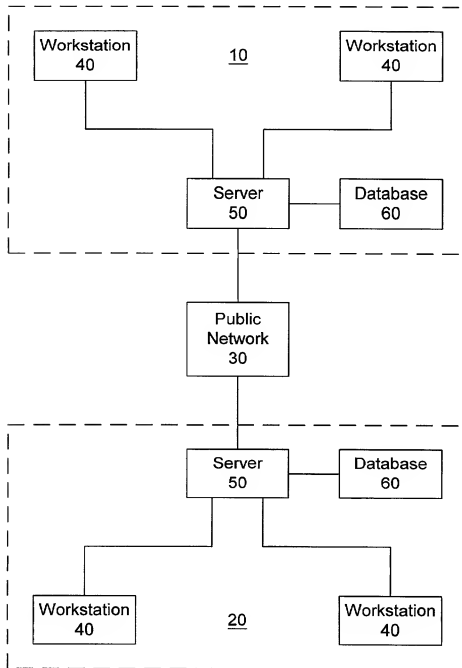 Workstation
40
10
Workstation
40
Server
50
Database
60
Public
Network
30
Server
50
Database
60
Workstation
40
20
Workstation
40